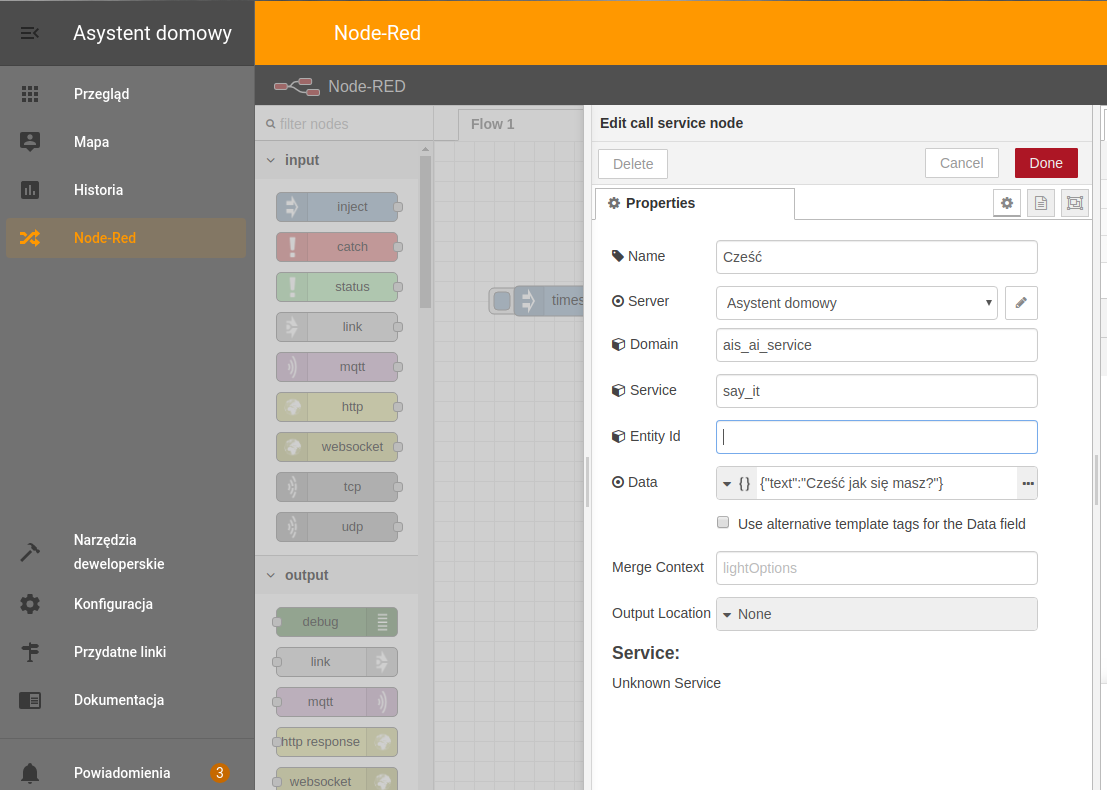 Asystent domowy
Node-Red
Przegląd
Mapa
Historia
Node-Red
Narzędzia
deweloperskie
Konfiguracja
Przydatne linki
Dokumentacja
Powiadomienia 3
Node-RED
filter nodes
input
inject
catch
status
link
mqtt
http
websocket
tcp
udp
output
debug
link
mqtt
http response
websocket
Flow 1
times
Edit call service node
Delete Cancel Done
Properties
Name Cześć
Server Asystent domowy
Domain ais_ai_service
Service say_it
Entity Id
Data {} {"text":"Cześć jak się masz?"} ...
Use alternative template tags for the Data field
Merge Context lightOptions
Output Location None
Service:
Unknown Service